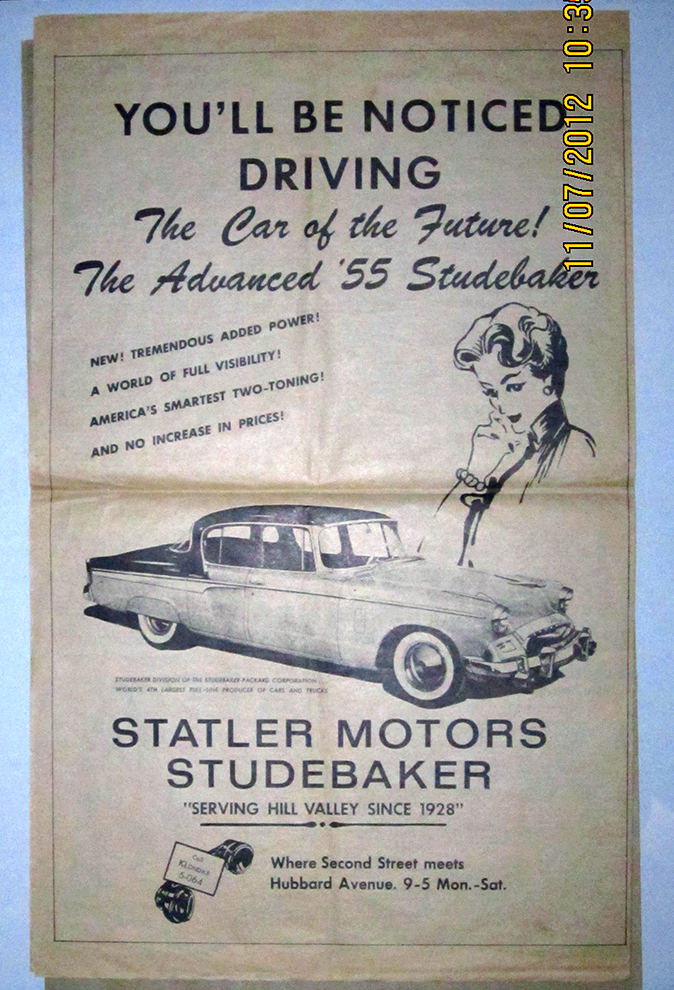 YOU'LL BE NOTICED
DRIVING
The Car of the Future!
The Advanced '55 Studebaker
NEW! TREMENDOUS ADDED POWER!
A WORLD OF FULL VISIBILITY!
AMERICA'S SMARTEST TWO-TONING!
AND NO INCREASE IN PRICES!
STUDEBAKER DIVISION OF THE STUDEBAKER-PACKARD CORPORATION
WORLD'S 4TH LARGEST FULL-LINE PRODUCER OF CARS AND TRUCKS
STATLER MOTORS
STUDEBAKER
"SERVING HILL VALLEY SINCE 1928"
Call
KLONDIKE
5-064
Where Second Street meets
Hubbard Avenue. 9-5 Mon.-Sat.
11/07/2012 10:35